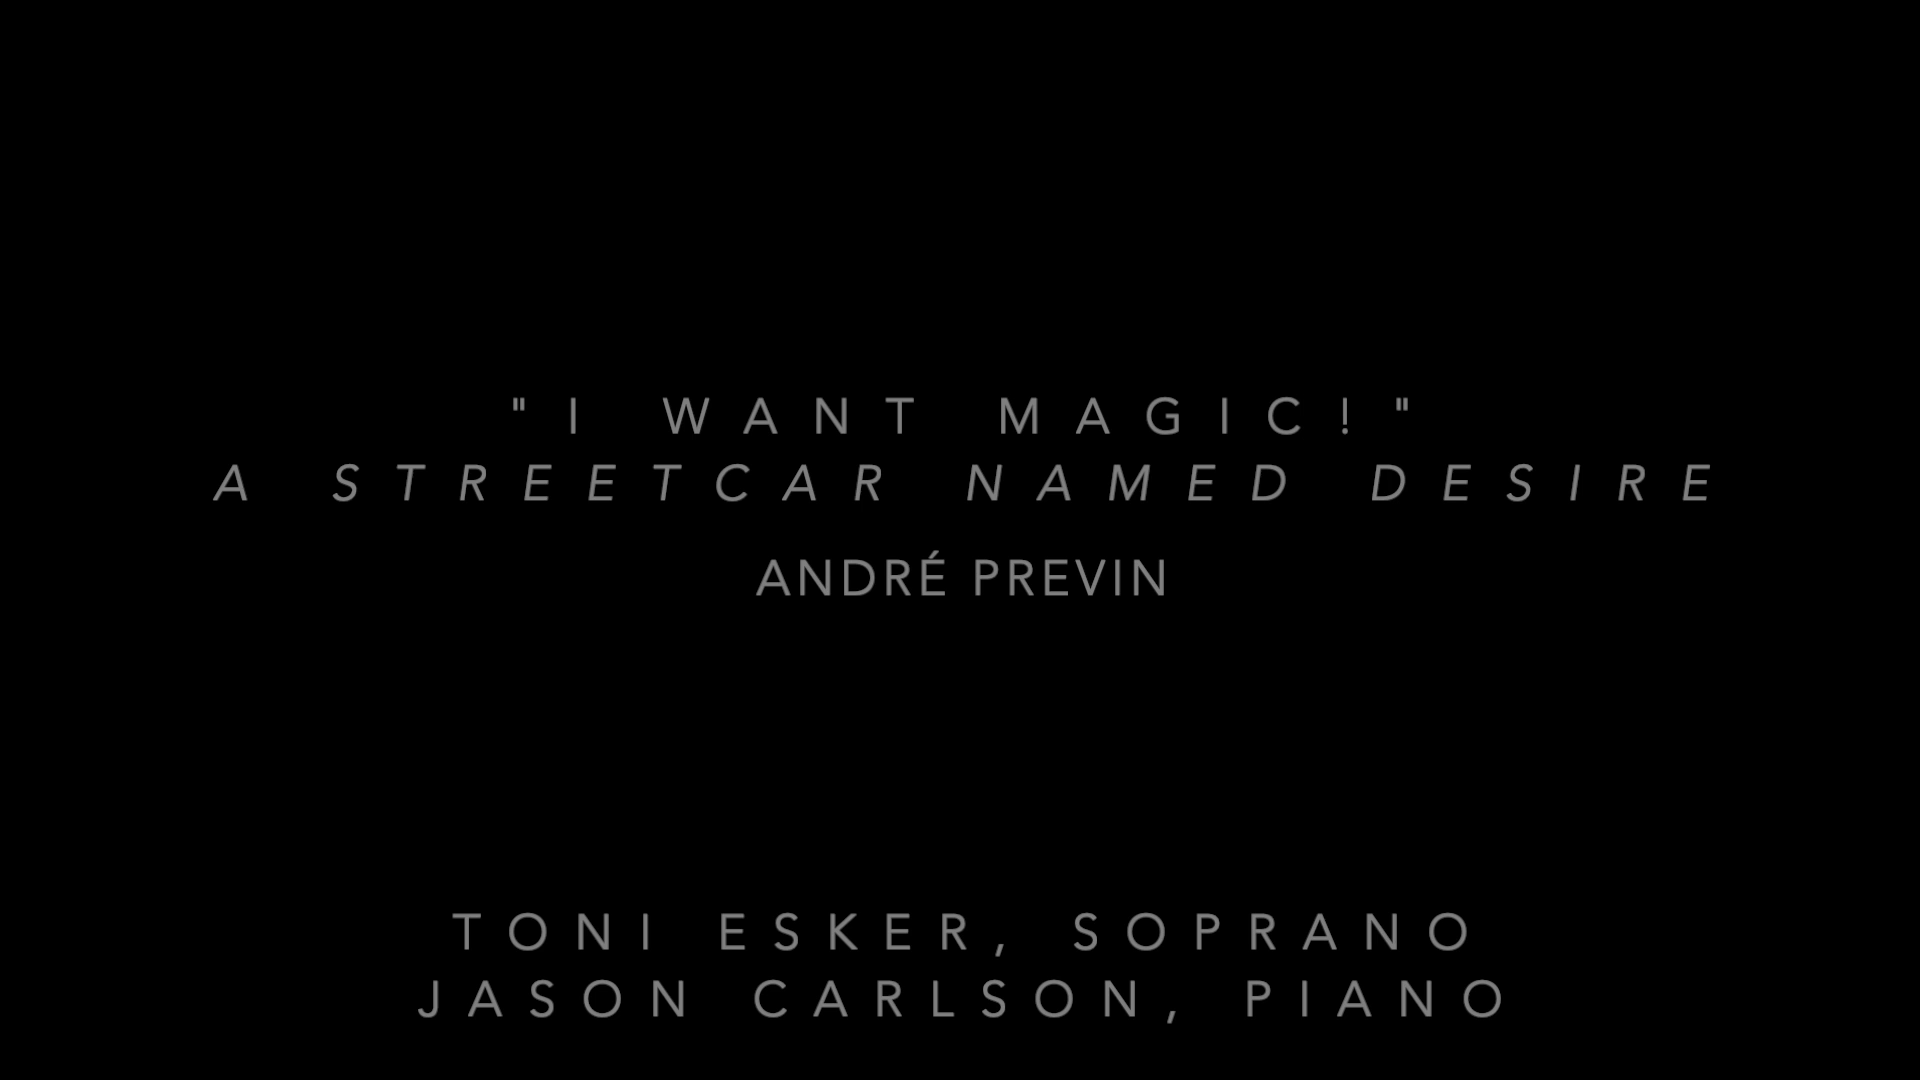 "I WANT MAGIC!"
A STREETCAR NAMED DESIRE
ANDRÉ PREVIN
TONI ESKER, SOPRANO
JASON CARLSON, PIANO